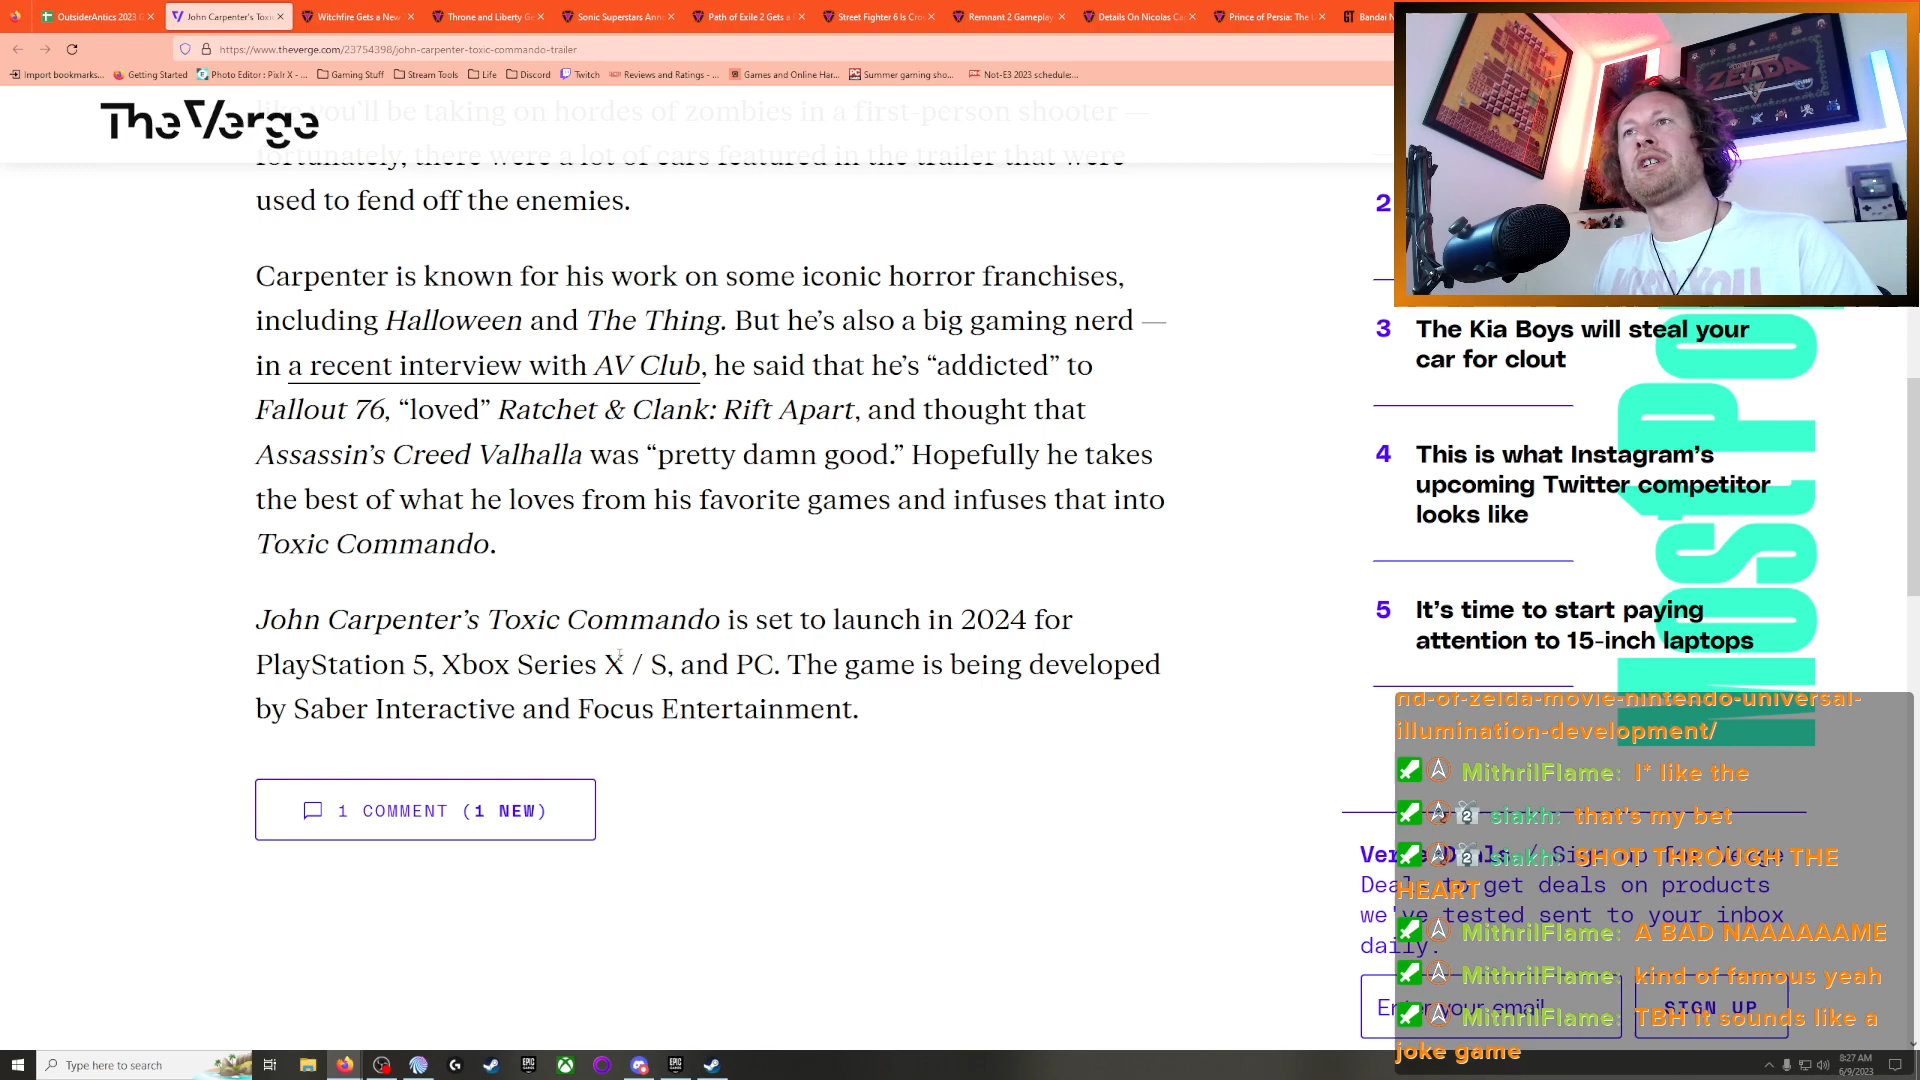 OutsiderAntics 2023 G
John Carpenter's Toxi
Witchfire Gets a New
Throne and Liberty G
Sonic Superstars Ann
Path of Exile 2 Gets a
Street Fighter 6 Is Cro
Remnant 2 Gameplay
Details On Nicolas Ca
Prince of Persia: The L
Bandai N
https://www.theverge.com/23754398/john-carpenter-toxic-commando-trailer
Import bookmarks...
Getting Started
Photo Editor : Pixlr X - ...
Gaming Stuff
Stream Tools
Life
Discord
Twitch
Reviews and Ratings - ...
Games and Online Har...
Summer gaming sho...
Not-E3 2023 schedule:...
The Verge
like you'll be taking on hordes of zombies in a first-person shooter —
fortunately, there were a lot of cars featured in the trailer that were
used to fend off the enemies.
Carpenter is known for his work on some iconic horror franchises,
including Halloween and The Thing. But he's also a big gaming nerd —
in a recent interview with AV Club, he said that he's “addicted” to
Fallout 76, “loved” Ratchet & Clank: Rift Apart, and thought that
Assassin's Creed Valhalla was “pretty damn good.” Hopefully he takes
the best of what he loves from his favorite games and infuses that into
Toxic Commando.
John Carpenter's Toxic Commando is set to launch in 2024 for
PlayStation 5, Xbox Series X / S, and PC. The game is being developed
by Saber Interactive and Focus Entertainment.
1 COMMENT (1 NEW)
ZELDA
2
3 The Kia Boys will steal your
car for clout
4 This is what Instagram's
upcoming Twitter competitor
looks like
5 It's time to start paying
attention to 15-inch laptops
Most Po
Verge Deals / Sign up for Verge
Deals to get deals on products
we've tested sent to your inbox
daily.
Enter your email
SIGN UP
nd-of-zelda-movie-nintendo-universal-
illumination-development/
MithrilFlame: I* like the
siakh: that's my bet
siakh: SHOT THROUGH THE
HEART
MithrilFlame: A BAD NAAAAAAME
MithrilFlame: kind of famous yeah
MithrilFlame: TBH it sounds like a
joke game
Type here to search
8:27 AM
6/9/2023